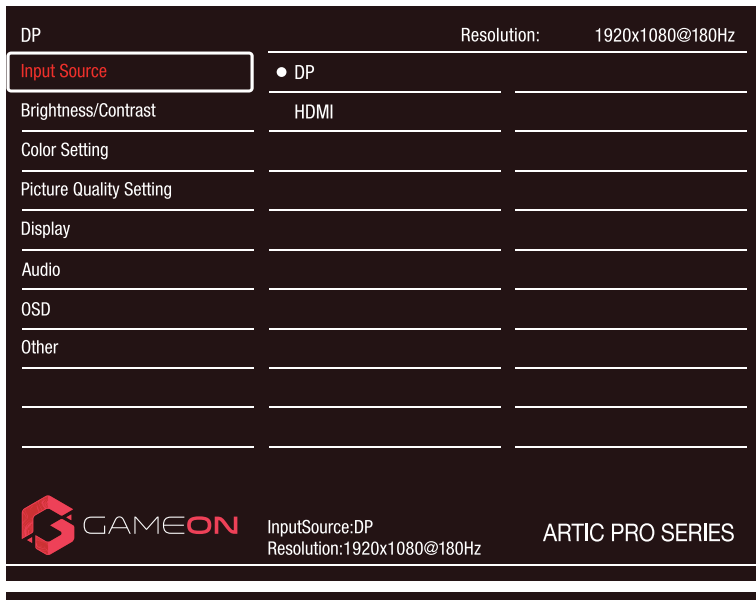 DP Resolution: 1920x1080@180Hz
Input Source DP
Brightness/Contrast HDMI
Color Setting
Picture Quality Setting
Display
Audio
OSD
Other
GAMEON
InputSource:DP
Resolution:1920x1080@180Hz
ARTIC PRO SERIES